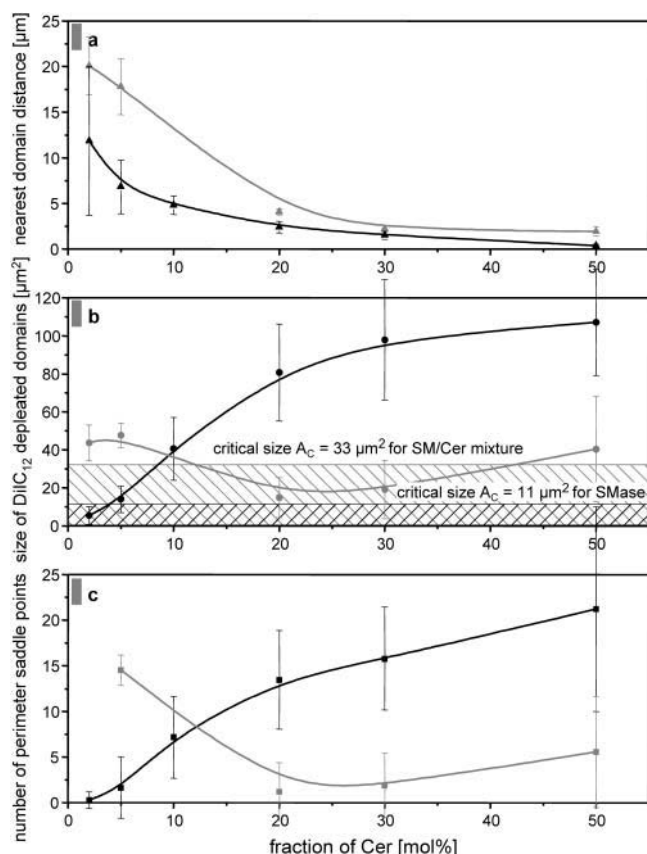 nearest domain distance [µm]
25
20
15
10
5
0
a
0 10 20 30 40 50
size of DiIC12 depleated domains [µm²]
120
100
80
60
40
20
0
b
critical size AC = 33 µm² for SM/Cer mixture
critical size AC = 11 µm² for SMase
0 10 20 30 40 50
number of perimeter saddle points
25
20
15
10
5
0
c
0 10 20 30 40 50
fraction of Cer [mol%]